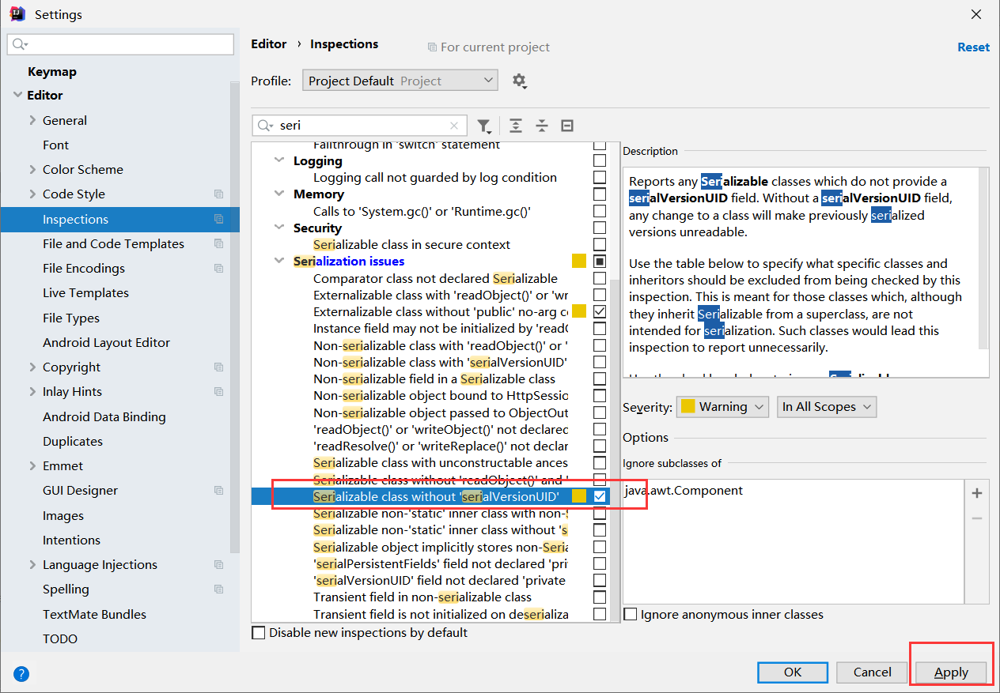 Settings
Keymap
Editor
General
Font
Color Scheme
Code Style
Inspections
File and Code Templates
File Encodings
Live Templates
File Types
Android Layout Editor
Copyright
Inlay Hints
Android Data Binding
Duplicates
Emmet
GUI Designer
Images
Intentions
Language Injections
Spelling
TextMate Bundles
TODO
?
Editor › Inspections
For current project
Reset
Profile: Project Default Project
seri
Fallthrough in 'switch' statement
Logging
Logging call not guarded by log condition
Memory
Calls to 'System.gc()' or 'Runtime.gc()'
Security
Serializable class in secure context
Serialization issues
Comparator class not declared Serializable
Externalizable class with 'readObject()' or 'wr
Externalizable class without 'public' no-arg co
Instance field may not be initialized by 'readO
Non-serializable class with 'readObject()' or '
Non-serializable class with 'serialVersionUID'
Non-serializable field in a Serializable class
Non-serializable object bound to HttpSessio
Non-serializable object passed to ObjectOut
'readObject()' or 'writeObject()' not declared
'readResolve()' or 'writeReplace()' not declar
Serializable class with unconstructable ances
Serializable class without 'readObject()' and '
Serializable class without 'serialVersionUID'
Serializable non-'static' inner class with non-S
Serializable non-'static' inner class without 's
Serializable object implicitly stores non-Seria
'serialPersistentFields' field not declared 'priv
'serialVersionUID' field not declared 'private
Transient field in non-serializable class
Transient field is not initialized on deserializa
Disable new inspections by default
Description
Reports any Serializable classes which do not provide a
serialVersionUID field. Without a serialVersionUID field,
any change to a class will make previously serialized
versions unreadable.
Use the table below to specify what specific classes and
inheritors should be excluded from being checked by this
inspection. This is meant for those classes which, although
they inherit Serializable from a superclass, are not
intended for serialization. Such classes would lead this
inspection to report unnecessarily.
Severity: Warning In All Scopes
Options
Ignore subclasses of
java.awt.Component
Ignore anonymous inner classes
OK
Cancel
Apply